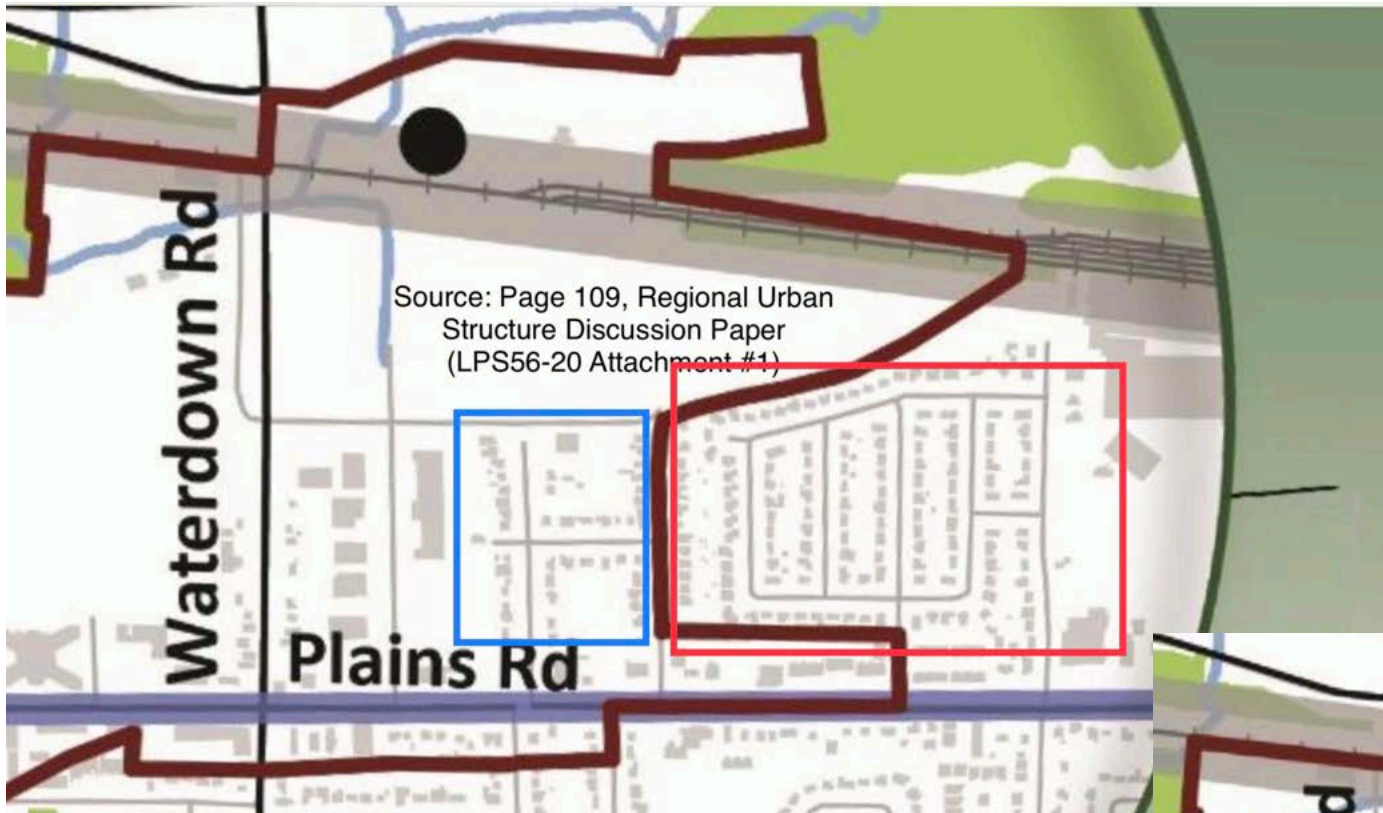 Waterdown Rd
Source: Page 109, Regional Urban
Structure Discussion Paper
(LPS56-20 Attachment #1)
Plains Rd
d